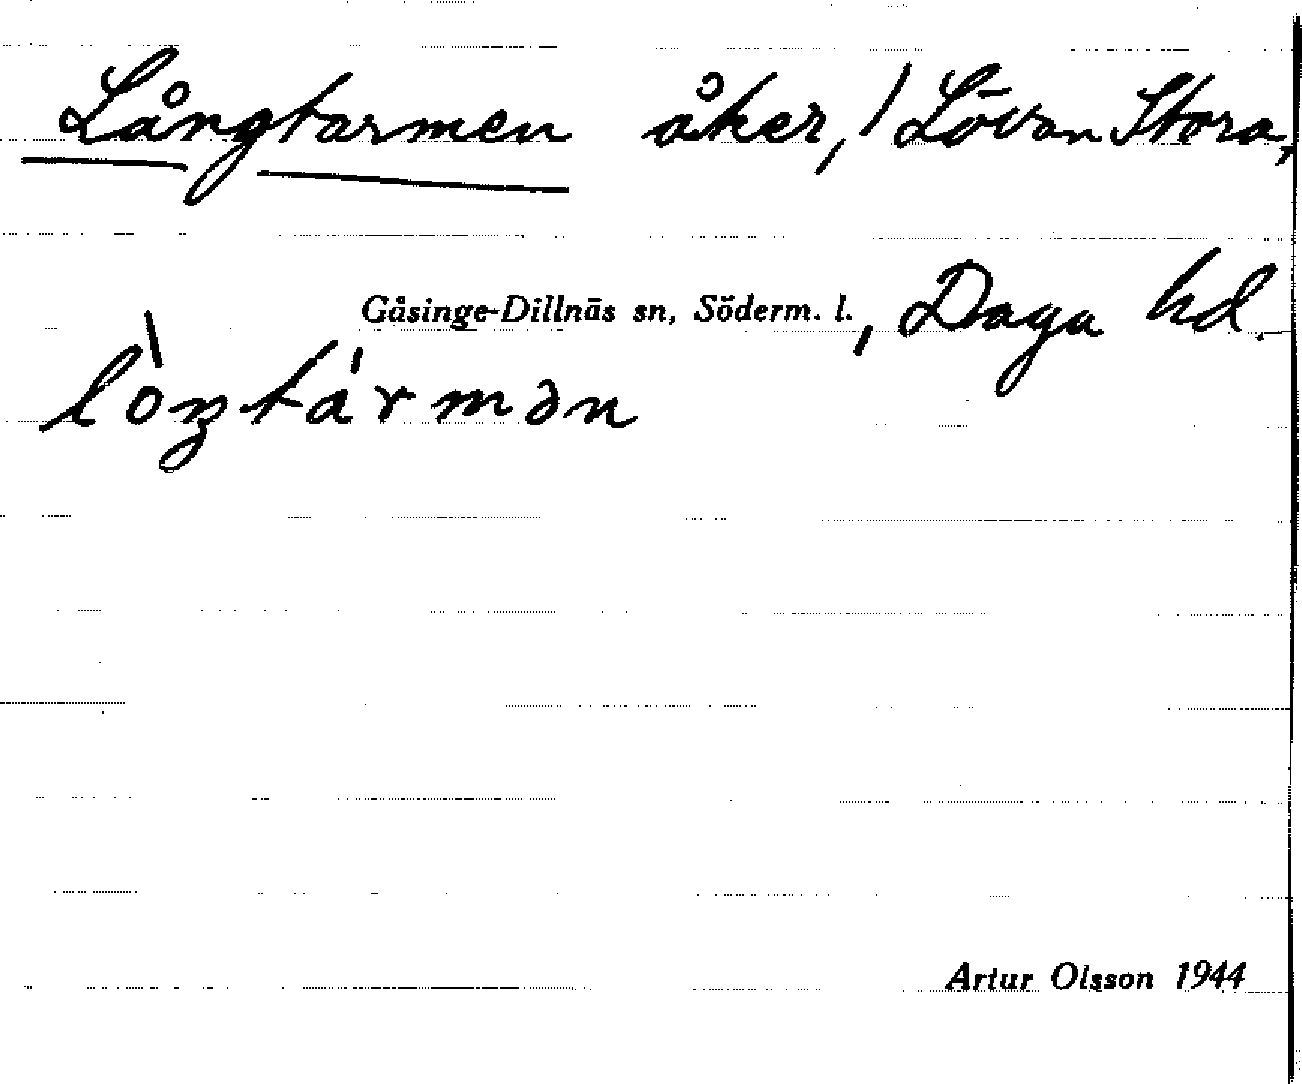 Långtarmen åker, / Lövan Stora,
Gåsinge-Dillnäs sn, Söderm. l., Daga hd.
lòŋtármən
Artur Olsson 1944